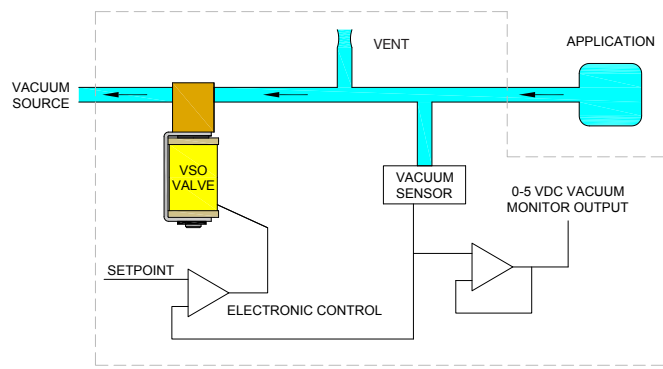 VENT
APPLICATION
VACUUM
SOURCE
VSO
VALVE
VACUUM
SENSOR
0-5 VDC VACUUM
MONITOR OUTPUT
SETPOINT
ELECTRONIC CONTROL